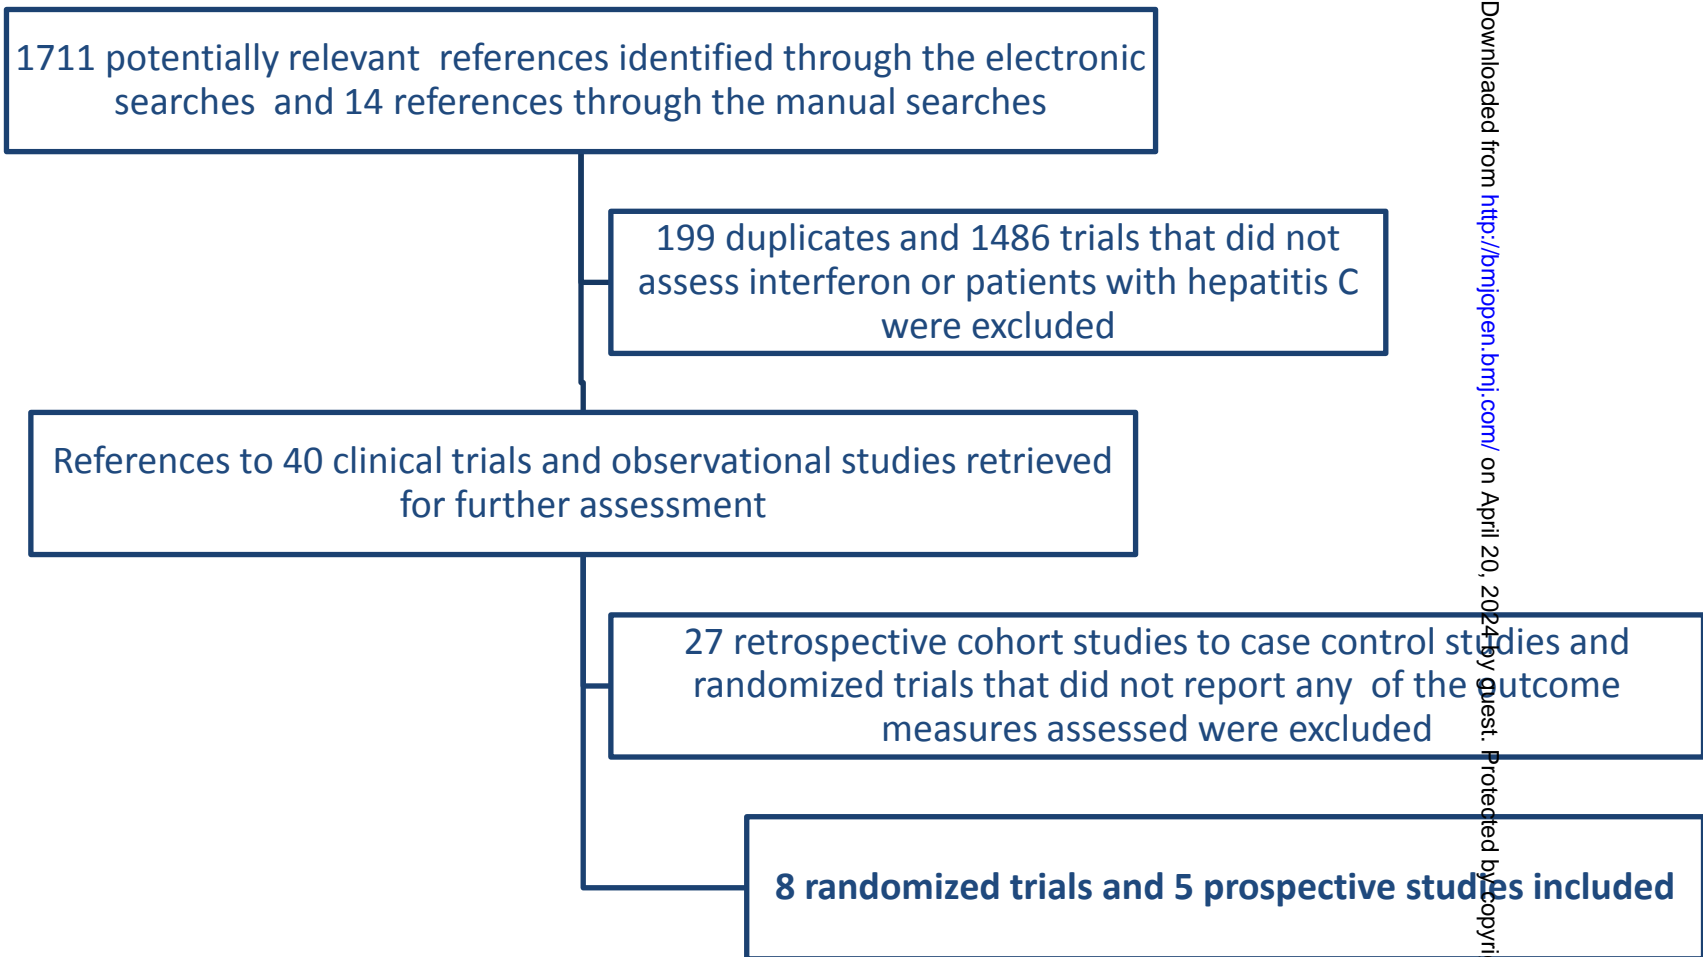 1711 potentially relevant references identified through the electronic
searches and 14 references through the manual searches
199 duplicates and 1486 trials that did not
assess interferon or patients with hepatitis C
were excluded
References to 40 clinical trials and observational studies retrieved
for further assessment
27 retrospective cohort studies to case control studies and
randomized trials that did not report any of the outcome
measures assessed were excluded
8 randomized trials and 5 prospective studies included
Downloaded from http://bmjopen.bmj.com/ on April 20, 2024 by guest. Protected by